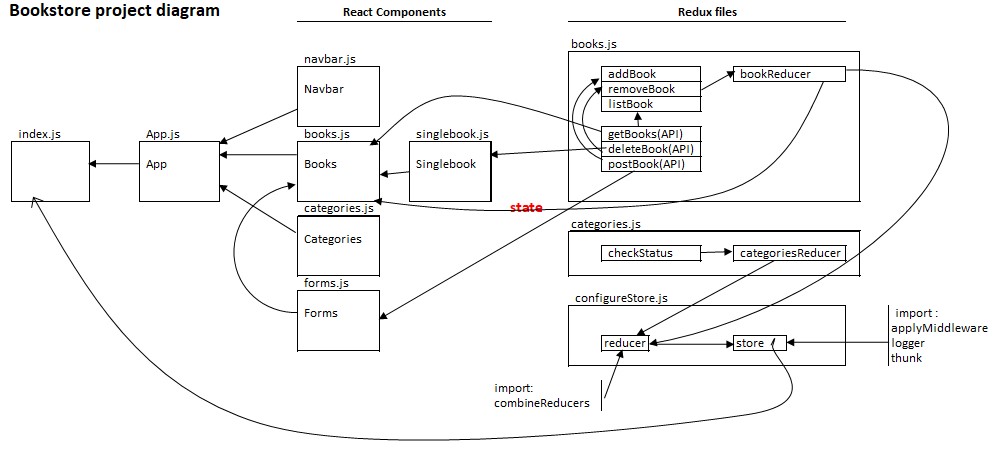 Bookstore project diagram
React Components
Redux files
navbar.js
Navbar
index.js
App.js
App
books.js
Books
singlebook.js
Singlebook
categories.js
Categories
forms.js
Forms
books.js
addBook
removeBook
listBook
bookReducer
getBooks(API)
deleteBook(API)
postBook(API)
state
categories.js
checkStatus
categoriesReducer
configureStore.js
reducer
store
import :
applyMiddleware
logger
thunk
import:
combineReducers